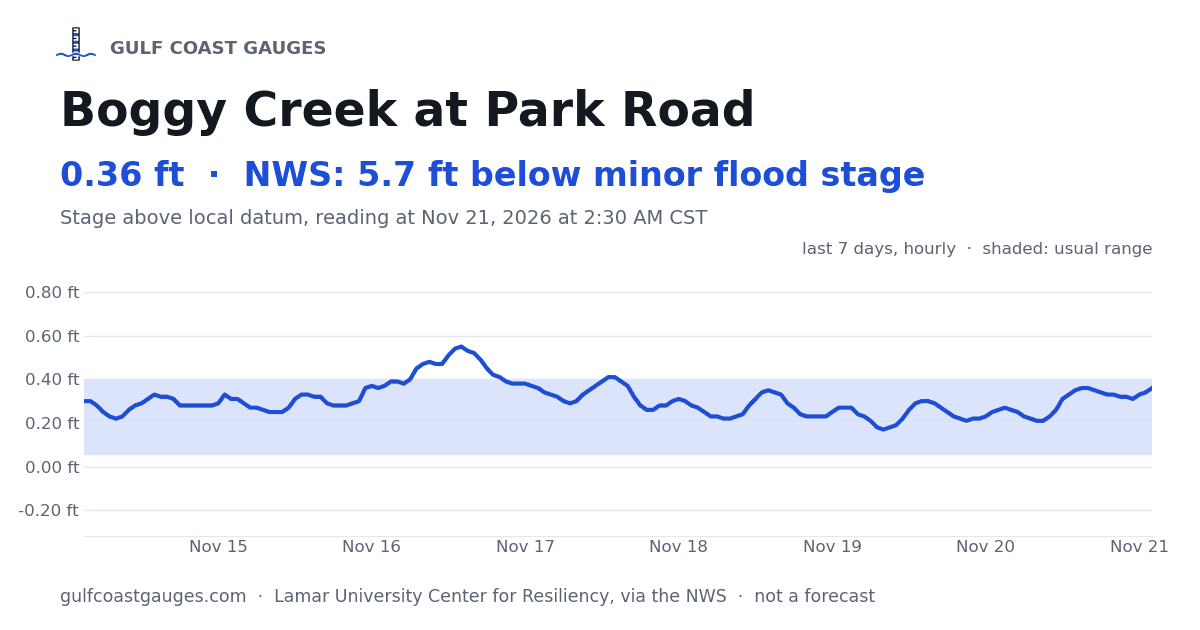 GULF COAST GAUGES
Boggy Creek at Park Road
0.36 ft · NWS: 5.7 ft below minor flood stage
Stage above local datum, reading at Nov 21, 2026 at 2:30 AM CST
last 7 days, hourly · shaded: usual range
0.80 ft
0.60 ft
0.40 ft
0.20 ft
0.00 ft
-0.20 ft
Nov 15 Nov 16 Nov 17 Nov 18 Nov 19 Nov 20 Nov 21
gulfcoastgauges.com · Lamar University Center for Resiliency, via the NWS · not a forecast